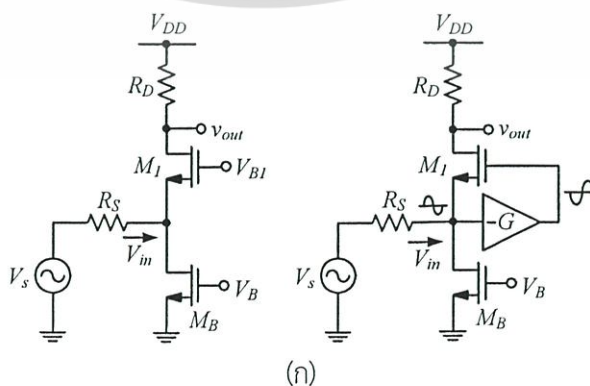 V_DD
R_D
v_out
M_1
V_B1
R_S
V_in
V_s
V_B
M_B
V_DD
R_D
v_out
M_1
R_S
-G
V_in
V_s
V_B
M_B
(ก)